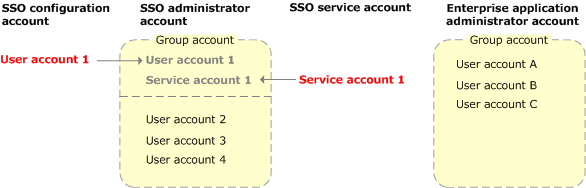 SSO configuration
account
SSO administrator
account
SSO service account
Enterprise application
administrator account
Group account
Group account
User account 1
User account 1
Service account 1
Service account 1
User account 2
User account 3
User account 4
User account A
User account B
User account C